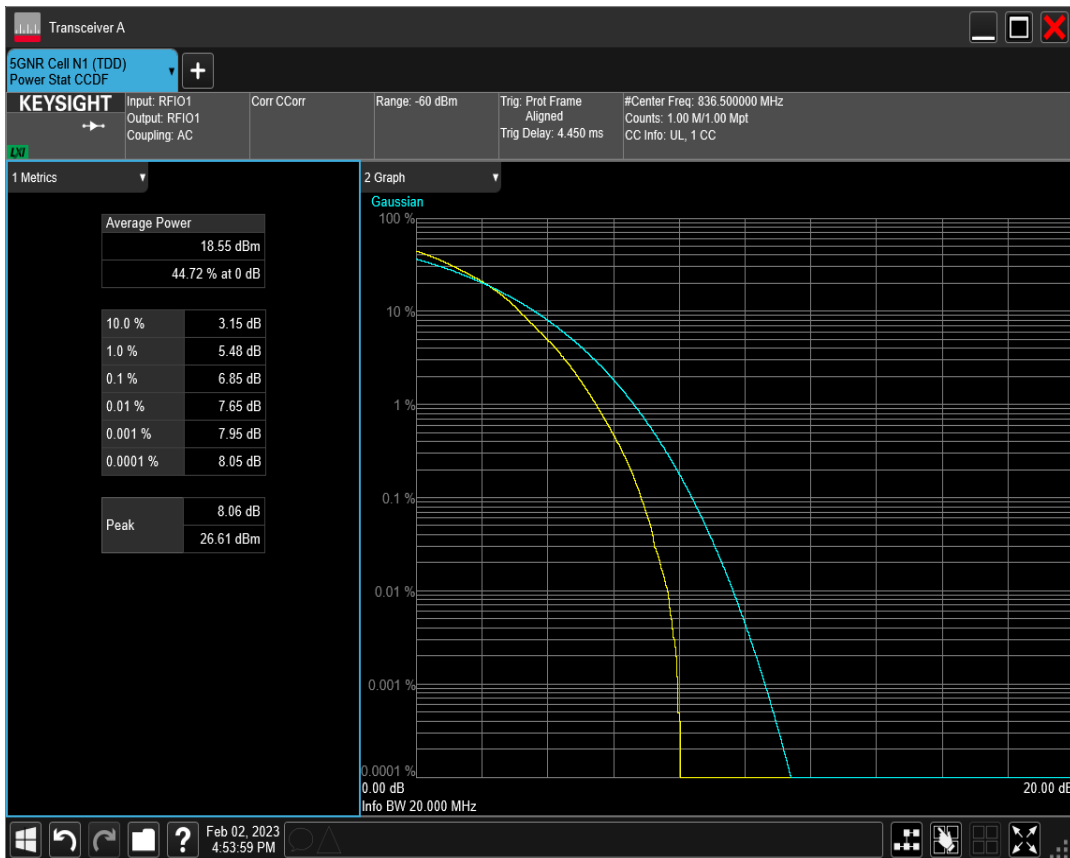 Transceiver A
5GNR Cell N1 (TDD)
Power Stat CCDF
KEYSIGHT
LXI
Input: RFIO1
Output: RFIO1
Coupling: AC
Corr CCorr
Range: -60 dBm
Trig: Prot Frame
Aligned
Trig Delay: 4.450 ms
#Center Freq: 836.500000 MHz
Counts: 1.00 M/1.00 Mpt
CC Info: UL, 1 CC
1 Metrics
Average Power
18.55 dBm
44.72 % at 0 dB
10.0 % 3.15 dB
1.0 % 5.48 dB
0.1 % 6.85 dB
0.01 % 7.65 dB
0.001 % 7.95 dB
0.0001 % 8.05 dB
Peak 8.06 dB
26.61 dBm
2 Graph
Gaussian
100 %
10 %
1 %
0.1 %
0.01 %
0.001 %
0.0001 %
0.00 dB 20.00 dB
Info BW 20.000 MHz
Feb 02, 2023
4:53:59 PM